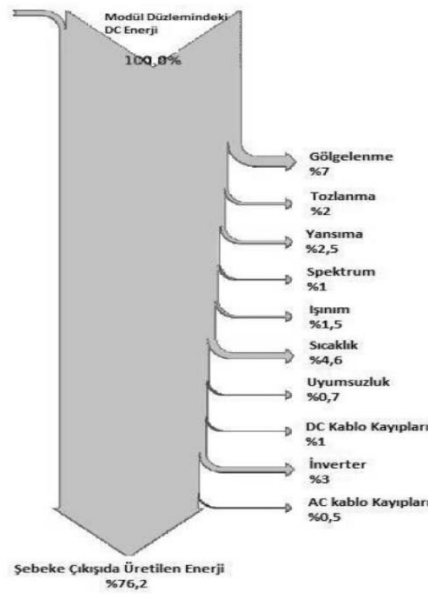 Modül Düzlemindeki
DC Enerji
100,0%
Gölgelenme
%7
Tozlanma
%2
Yansıma
%2,5
Spektrum
%1
Işınım
%1,5
Sıcaklık
%4,6
Uyumsuzluk
%0,7
DC Kablo Kayıpları
%1
İnverter
%3
AC kablo Kayıpları
%0,5
Şebeke Çıkışıda Üretilen Enerji
%76,2